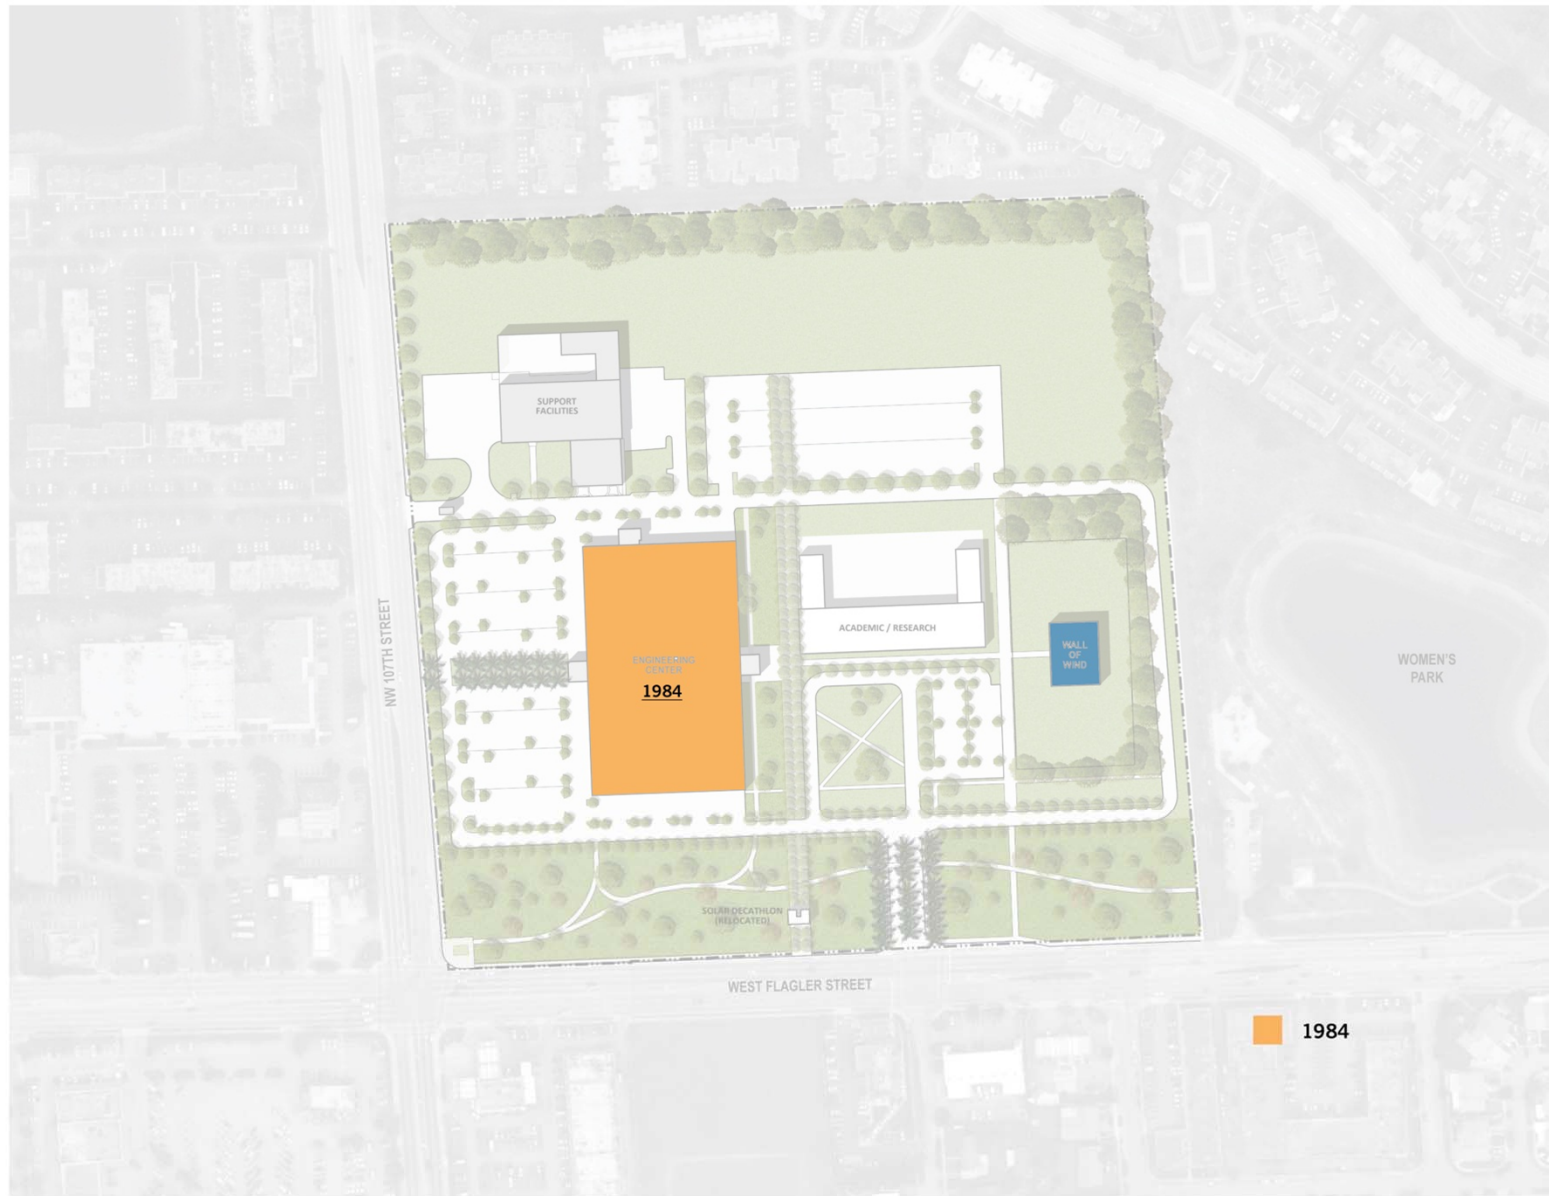 SUPPORT
FACILITIES
NW 107TH STREET
ENGINEERING
CENTER
1984
ACADEMIC / RESEARCH
WALL
OF
WIND
WOMEN'S
PARK
SOLAR DECATHLON
(RELOCATED)
WEST FLAGLER STREET
1984